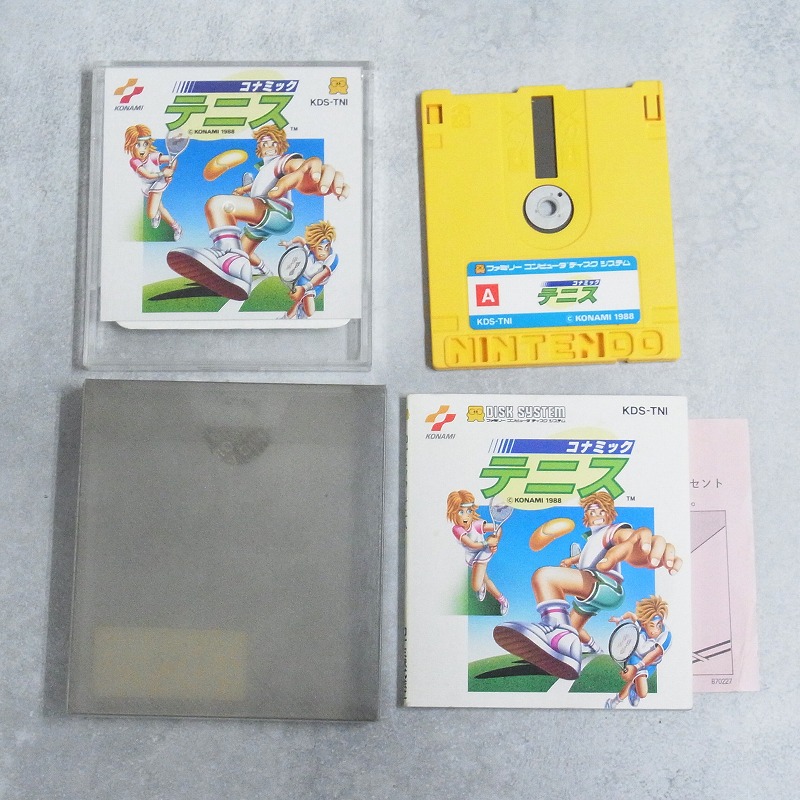 KONAMI
コナミック
テニス
© KONAMI 1988
TM
KDS-TNI
ファミリー コンピュータ ディスク システム
A
コナミック
テニス
KDS-TNI
© KONAMI 1988
NINTENDO
KONAMI
DISK SYSTEM
ファミリー コンピュータ ディスク システム
KDS-TNI
コナミック
テニス
© KONAMI 1988
TM
セント
870227